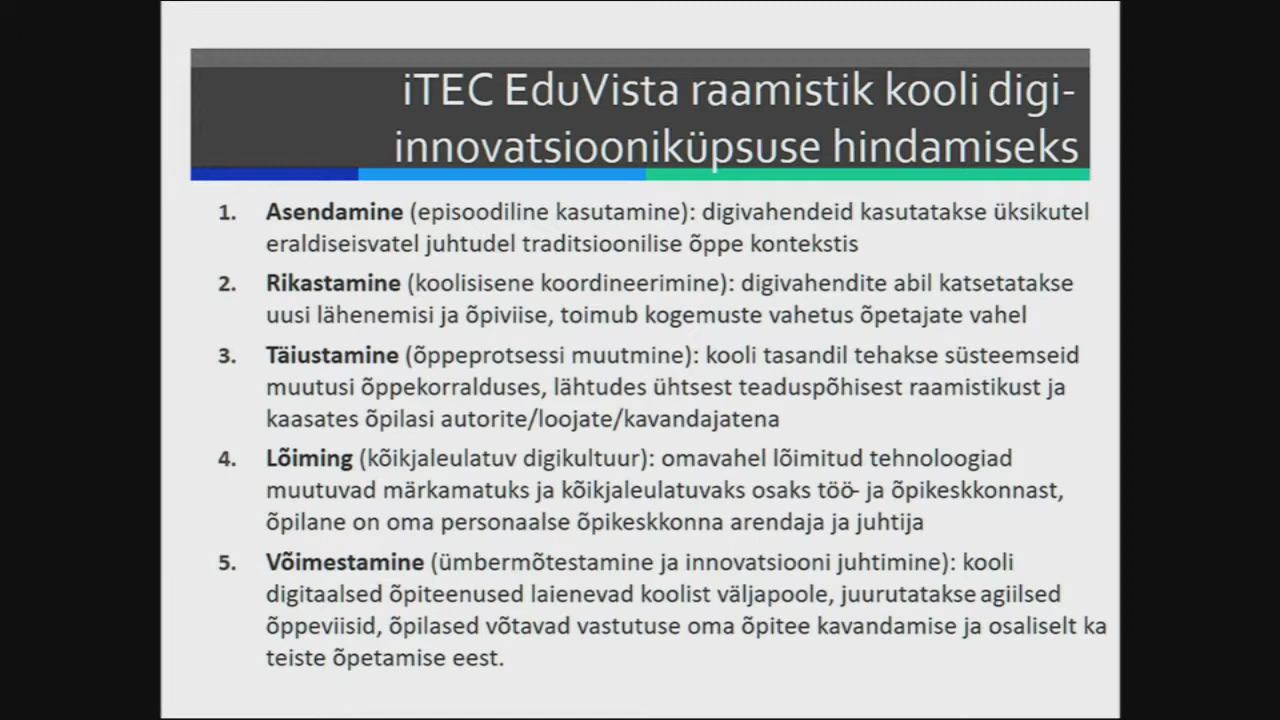 iTEC EduVista raamistik kooli digi-
innovatsiooniküpsuse hindamiseks
1. Asendamine (episoodiline kasutamine): digivahendeid kasutatakse üksikutel
eraldiseisvatel juhtudel traditsioonilise õppe kontekstis
2. Rikastamine (koolisisene koordineerimine): digivahendite abil katsetatakse
uusi lähenemisi ja õpiviise, toimub kogemuste vahetus õpetajate vahel
3. Täiustamine (õppeprotsessi muutmine): kooli tasandil tehakse süsteemseid
muutusi õppekorralduses, lähtudes ühtsest teaduspõhisest raamistikust ja
kaasates õpilasi autorite/loojate/kavandajatena
4. Lõiming (kõikjaleulatuv digikultuur): omavahel lõimitud tehnoloogiad
muutuvad märkamatuks ja kõikjaleulatuvaks osaks töö- ja õpikeskkonnast,
õpilane on oma personaalse õpikeskkonna arendaja ja juhtija
5. Võimestamine (ümbermõtestamine ja innovatsiooni juhtimine): kooli
digitaalsed õpiteenused laienevad koolist väljapoole, juurutatakse agiilsed
õppeviisid, õpilased võtavad vastutuse oma õpitee kavandamise ja osaliselt ka
teiste õpetamise eest.